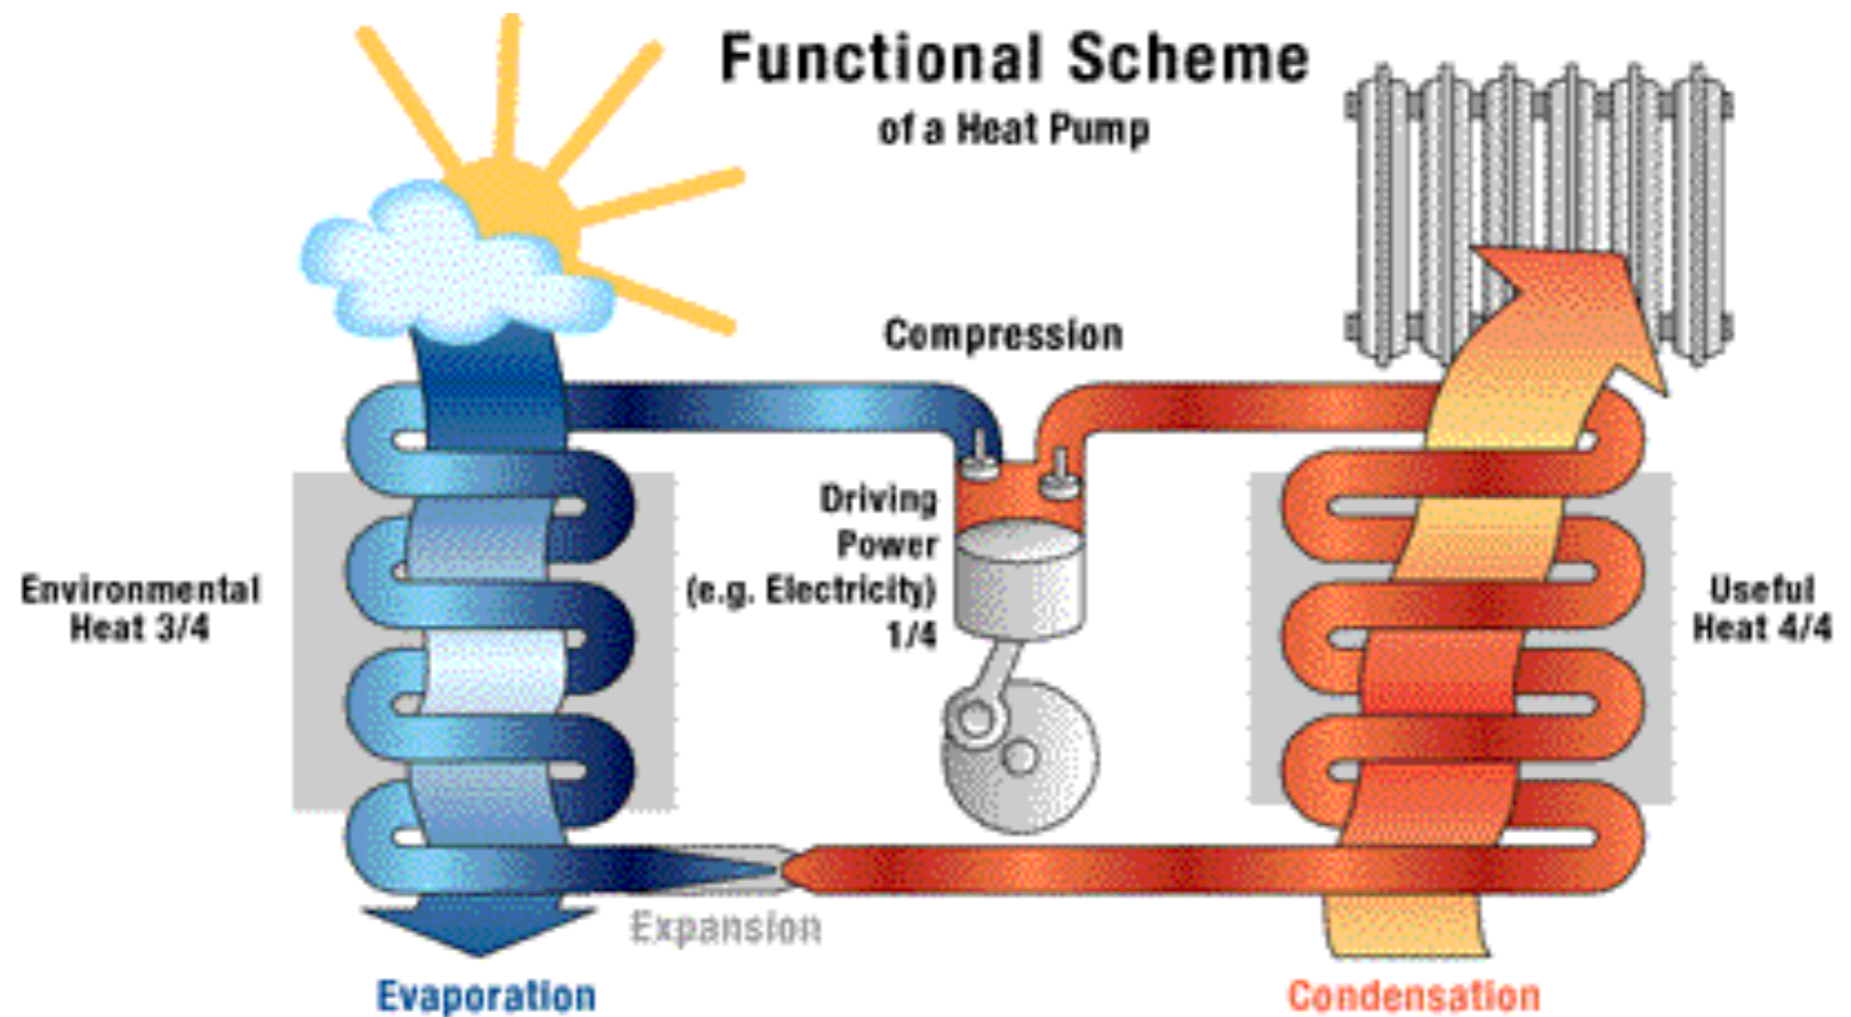 Functional Scheme
of a Heat Pump
Compression
Driving
Power
(e.g. Electricity)
1/4
Environmental
Heat 3/4
Useful
Heat 4/4
Expansion
Evaporation
Condensation